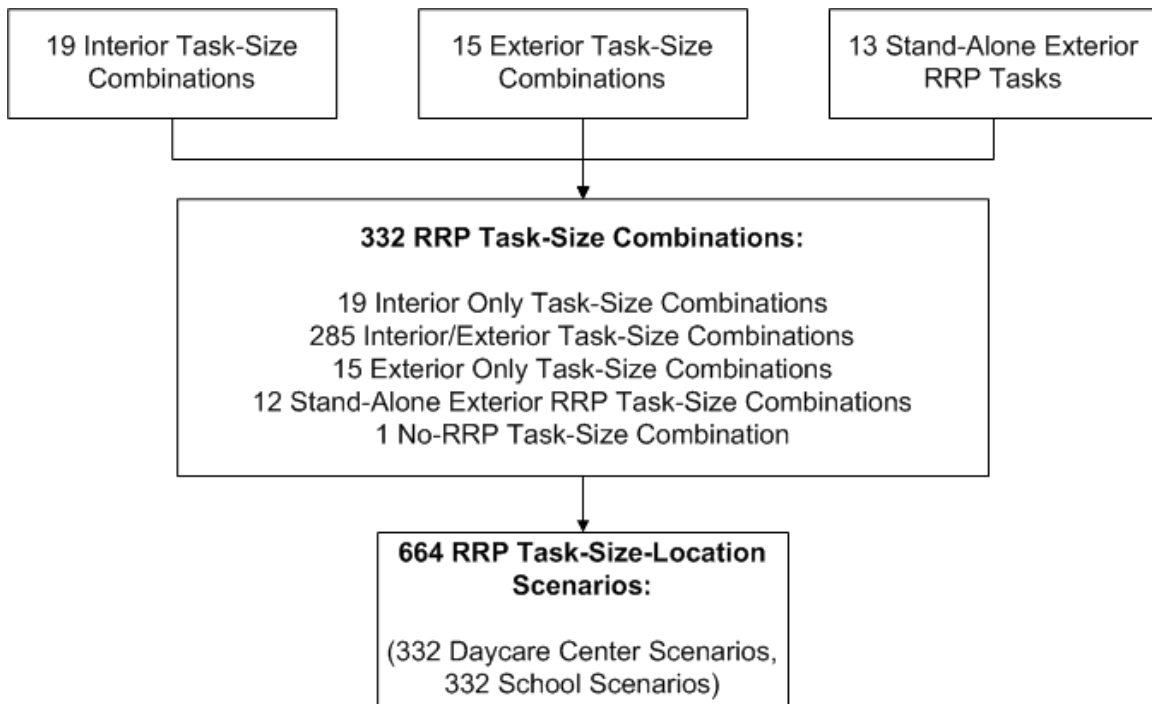 19 Interior Task-Size
Combinations
15 Exterior Task-Size
Combinations
13 Stand-Alone Exterior
RRP Tasks
332 RRP Task-Size Combinations:
19 Interior Only Task-Size Combinations
285 Interior/Exterior Task-Size Combinations
15 Exterior Only Task-Size Combinations
12 Stand-Alone Exterior RRP Task-Size Combinations
1 No-RRP Task-Size Combination
664 RRP Task-Size-Location
Scenarios:
(332 Daycare Center Scenarios,
332 School Scenarios)